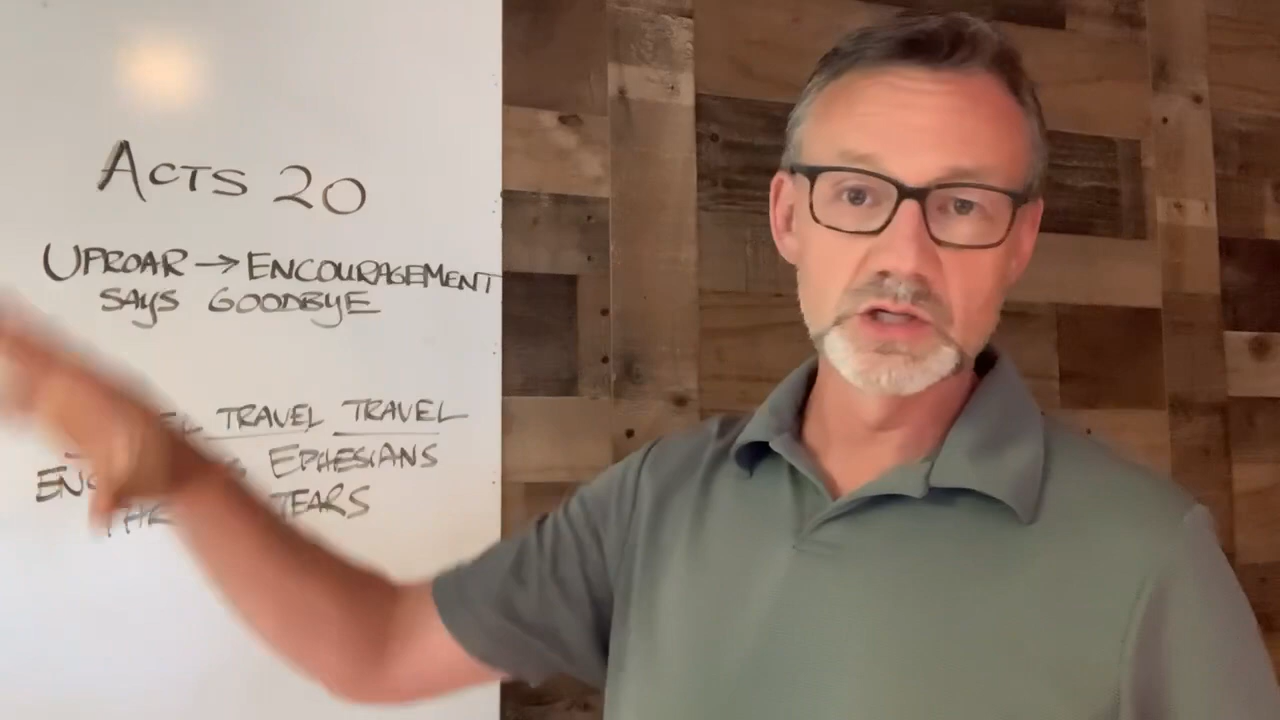 ACTS 20
UPROAR → ENCOURAGEMENT
SAYS GOODBYE
TRAVEL TRAVEL
EPHESIANS
TEARS